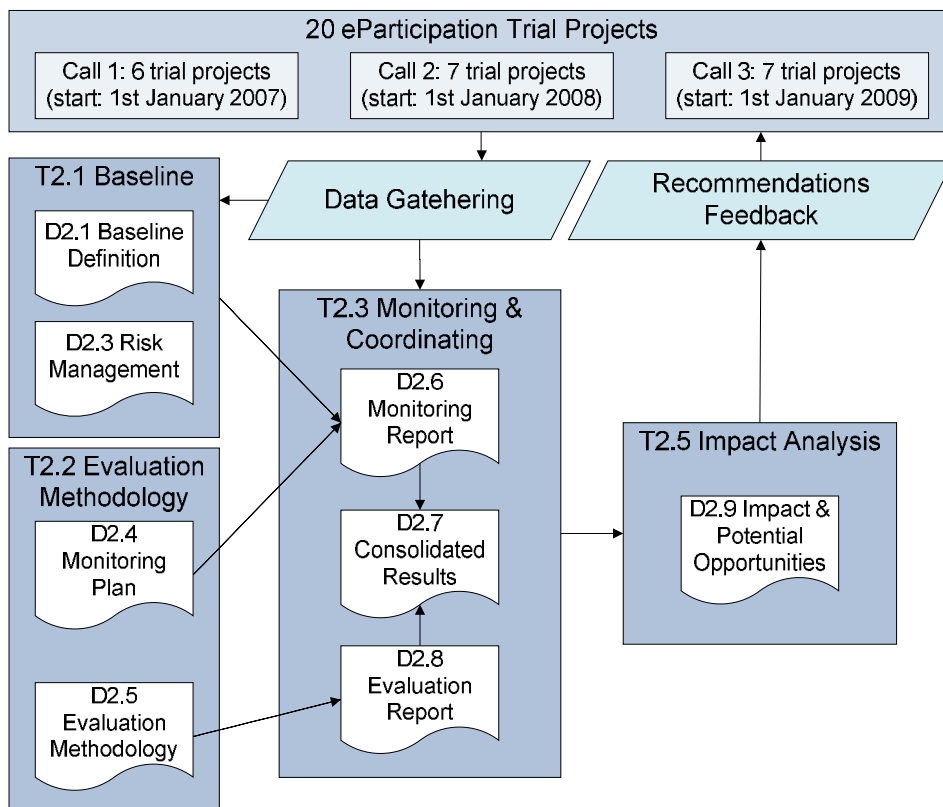 20 eParticipation Trial Projects
Call 1: 6 trial projects
(start: 1st January 2007)
Call 2: 7 trial projects
(start: 1st January 2008)
Call 3: 7 trial projects
(start: 1st January 2009)
T2.1 Baseline
D2.1 Baseline
Definition
D2.3 Risk
Management
Data Gatehering
Recommendations
Feedback
T2.2 Evaluation
Methodology
D2.4
Monitoring
Plan
D2.5
Evaluation
Methodology
T2.3 Monitoring &
Coordinating
D2.6
Monitoring
Report
D2.7
Consolidated
Results
D2.8
Evaluation
Report
T2.5 Impact Analysis
D2.9 Impact &
Potential
Opportunities